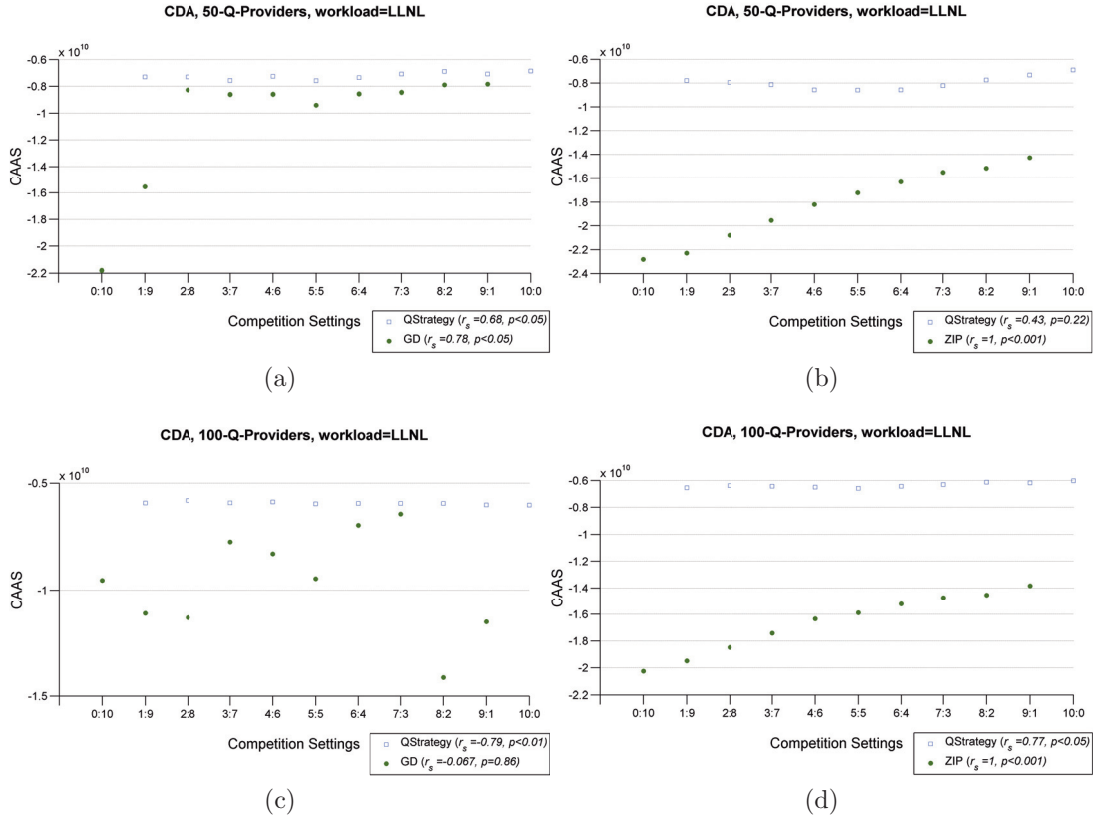 CDA, 50-Q-Providers, workload=LLNL
x 10^10
-0.6
-0.8
-1
-1.2
-1.4
-1.6
-1.8
-2
-2.2
CAAS
0:10 1:9 2:8 3:7 4:6 5:5 6:4 7:3 8:2 9:1 10:0
Competition Settings
QStrategy (r_s =0.68, p<0.05)
GD (r_s =0.78, p<0.05)
(a)
CDA, 50-Q-Providers, workload=LLNL
x 10^10
-0.6
-0.8
-1
-1.2
-1.4
-1.6
-1.8
-2
-2.2
-2.4
CAAS
0:10 1:9 2:8 3:7 4:6 5:5 6:4 7:3 8:2 9:1 10:0
Competition Settings
QStrategy (r_s =0.43, p=0.22)
ZIP (r_s =1, p<0.001)
(b)
CDA, 100-Q-Providers, workload=LLNL
x 10^10
-0.5
-1
-1.5
CAAS
0:10 1:9 2:8 3:7 4:6 5:5 6:4 7:3 8:2 9:1 10:0
Competition Settings
QStrategy (r_s =-0.79, p<0.01)
GD (r_s =-0.067, p=0.86)
(c)
CDA, 100-Q-Providers, workload=LLNL
x 10^10
-0.6
-0.8
-1
-1.2
-1.4
-1.6
-1.8
-2
-2.2
CAAS
0:10 1:9 2:8 3:7 4:6 5:5 6:4 7:3 8:2 9:1 10:0
Competition Settings
QStrategy (r_s =0.77, p<0.05)
ZIP (r_s =1, p<0.001)
(d)